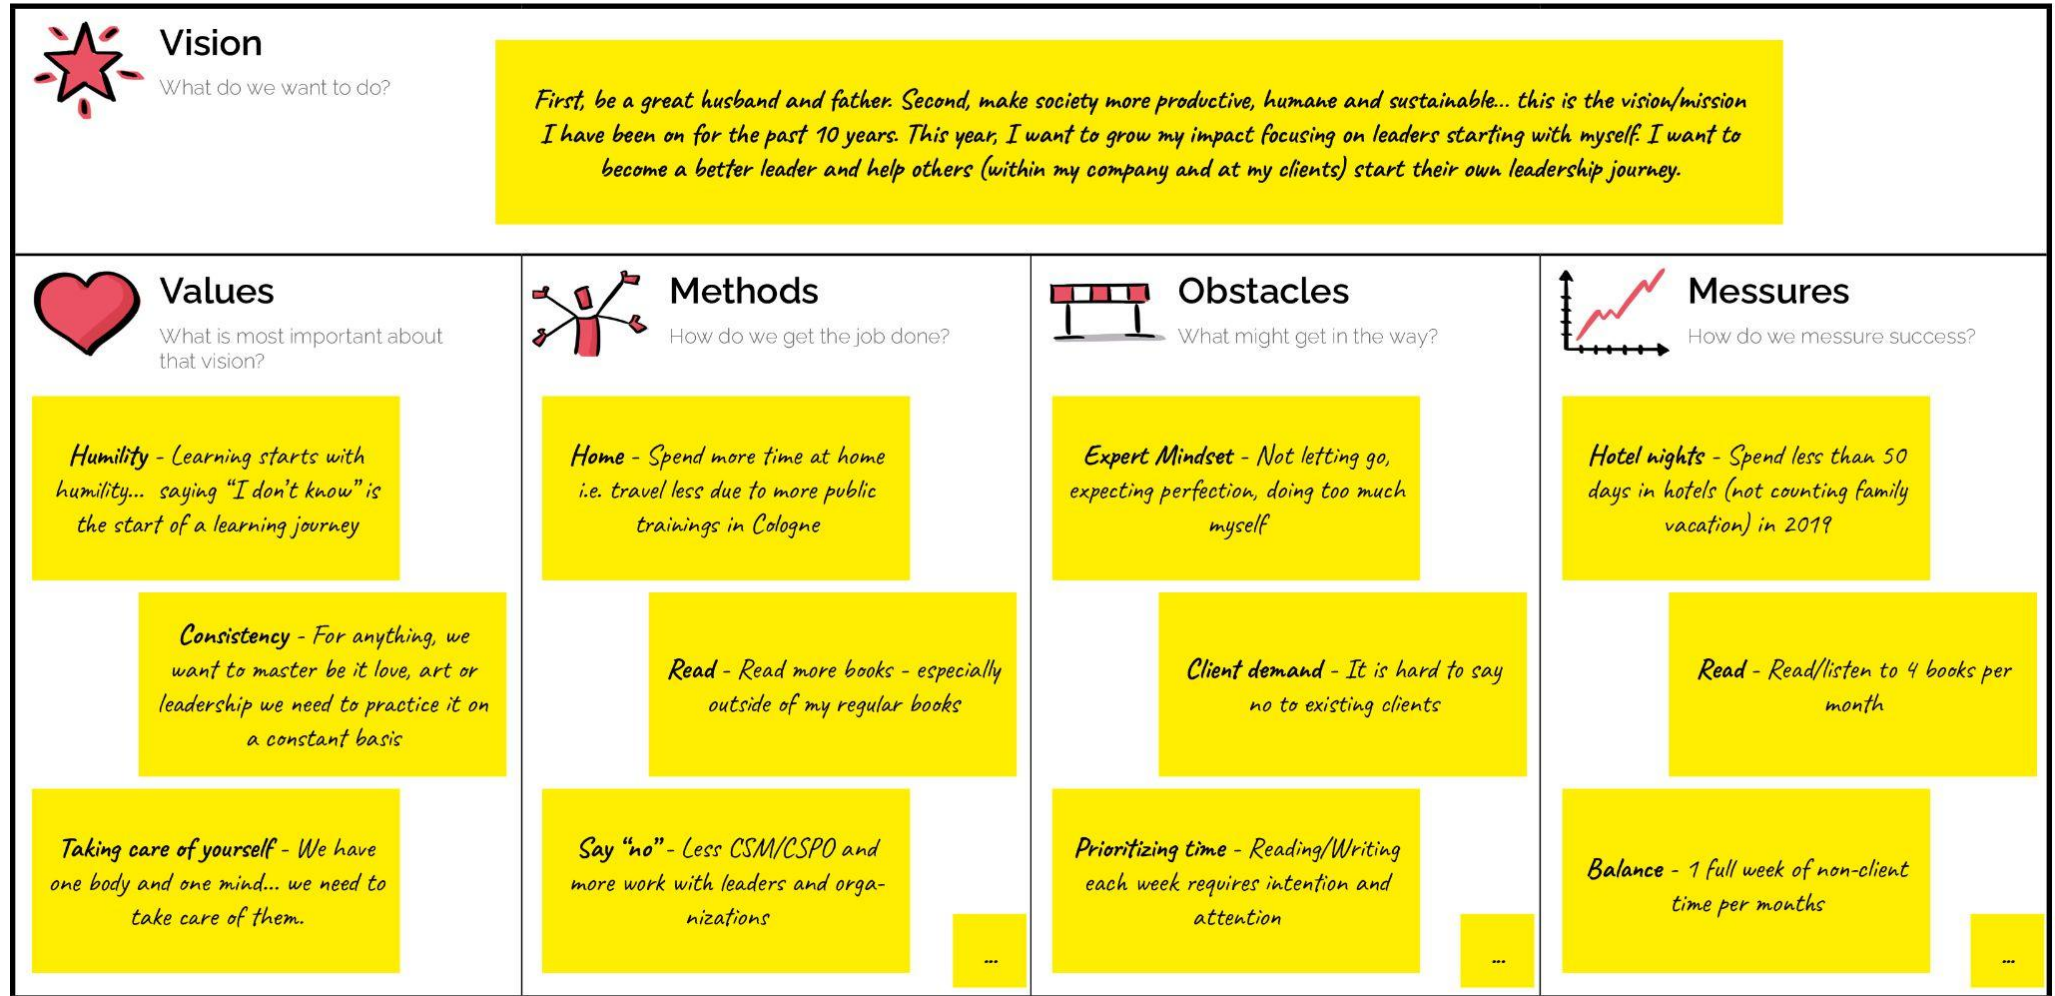 Vision
What do we want to do?
First, be a great husband and father. Second, make society more productive, humane and sustainable... this is the vision/mission
I have been on for the past 10 years. This year, I want to grow my impact focusing on leaders starting with myself. I want to
become a better leader and help others (within my company and at my clients) start their own leadership journey.
Values
What is most important about
that vision?
Humility - Learning starts with
humility... saying "I don't know" is
the start of a learning journey
Consistency - For anything, we
want to master be it love, art or
leadership we need to practice it on
a constant basis
Taking care of yourself - We have
one body and one mind... we need to
take care of them.
Methods
How do we get the job done?
Home - Spend more time at home
i.e. travel less due to more public
trainings in Cologne
Read - Read more books - especially
outside of my regular books
Say "no" - Less CSM/CSPO and
more work with leaders and orga-
nizations
...
Obstacles
What might get in the way?
Expert Mindset - Not letting go,
expecting perfection, doing too much
myself
Client demand - It is hard to say
no to existing clients
Prioritizing time - Reading/Writing
each week requires intention and
attention
...
Messures
How do we messure success?
Hotel nights - Spend less than 50
days in hotels (not counting family
vacation) in 2019
Read - Read/listen to 4 books per
month
Balance - 1 full week of non-client
time per months
...